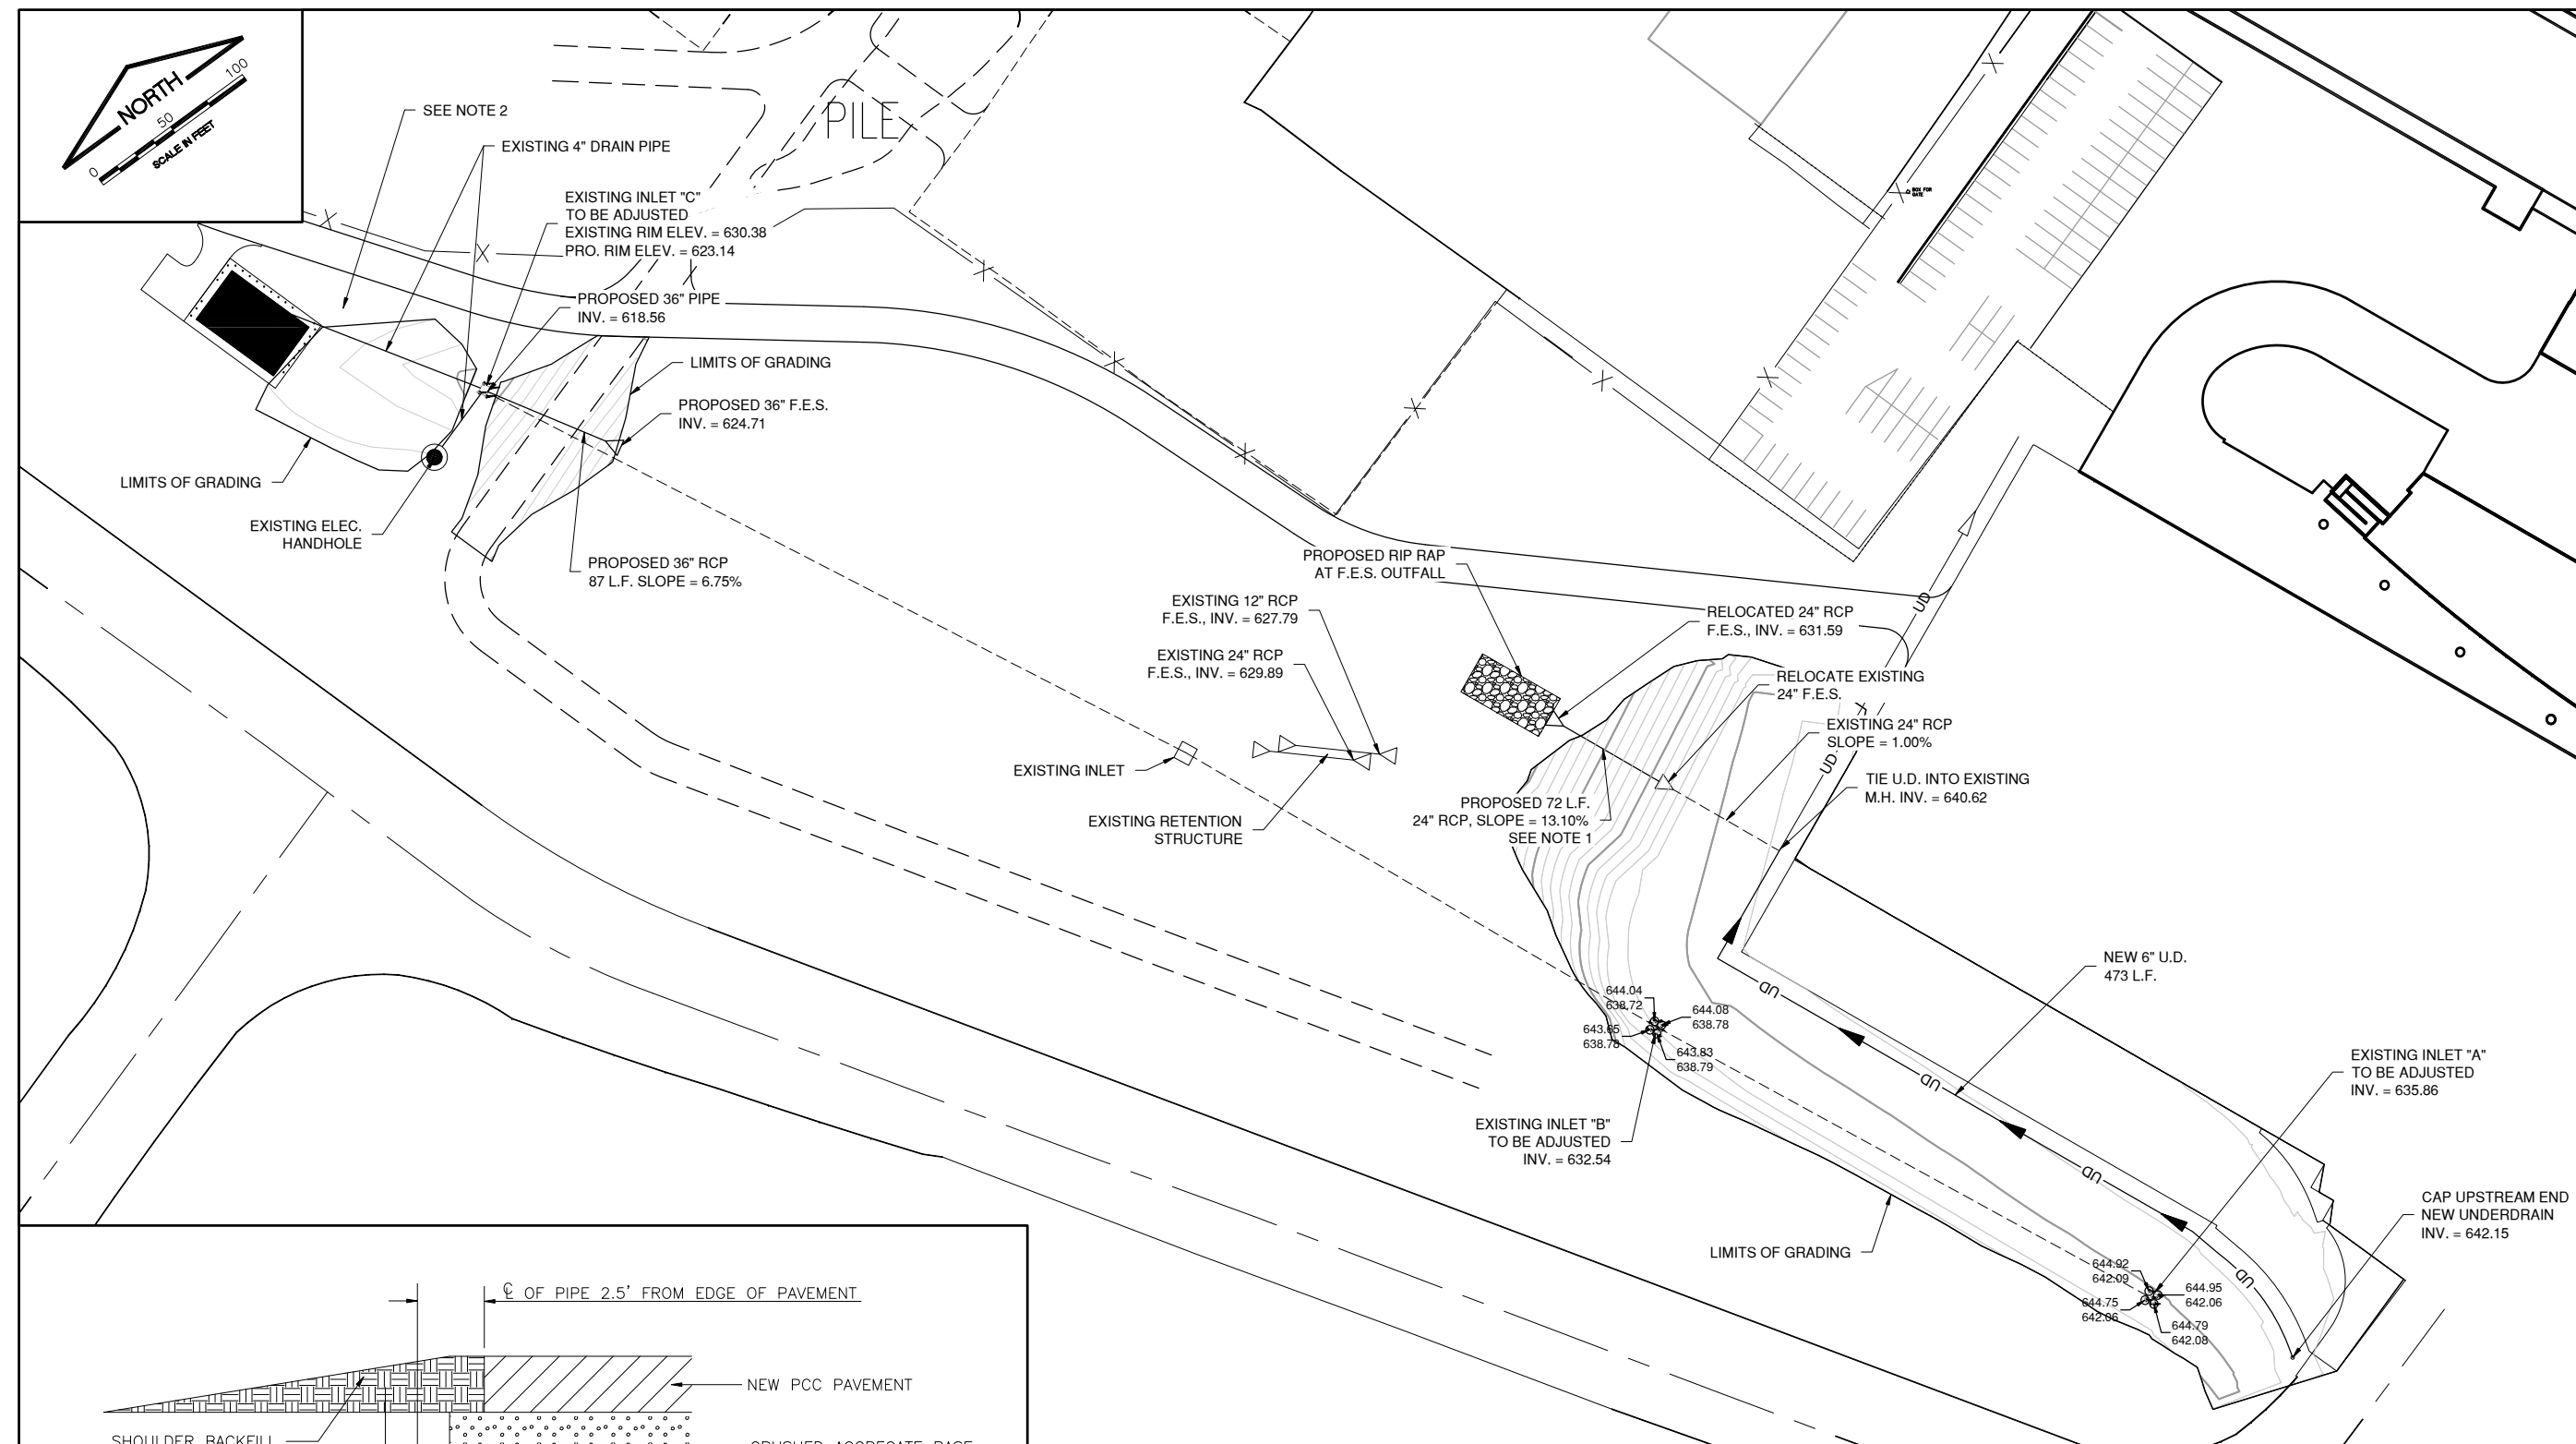 NORTH
0
50
100
SCALE IN FEET
SEE NOTE 2
EXISTING 4" DRAIN PIPE
PILE
EXISTING INLET "C"
TO BE ADJUSTED
EXISTING RIM ELEV. = 630.38
PRO. RIM ELEV. = 623.14
PROPOSED 36" PIPE
INV. = 618.56
LIMITS OF GRADING
PROPOSED 36" F.E.S.
INV. = 624.71
LIMITS OF GRADING
EXISTING ELEC.
HANDHOLE
PROPOSED 36" RCP
87 L.F. SLOPE = 6.75%
BOX FOR
GATE
PROPOSED RIP RAP
AT F.E.S. OUTFALL
EXISTING 12" RCP
F.E.S., INV. = 627.79
EXISTING 24" RCP
F.E.S., INV. = 629.89
EXISTING INLET
EXISTING RETENTION
STRUCTURE
RELOCATED 24" RCP
F.E.S., INV. = 631.59
RELOCATE EXISTING
24" F.E.S.
EXISTING 24" RCP
SLOPE = 1.00%
TIE U.D. INTO EXISTING
M.H. INV. = 640.62
UD
UD
PROPOSED 72 L.F.
24" RCP, SLOPE = 13.10%
SEE NOTE 1
NEW 6" U.D.
473 L.F.
UD
UD
UD
UD
644.04
638.72
644.08
638.78
643.65
638.78
643.83
638.79
EXISTING INLET "B"
TO BE ADJUSTED
INV. = 632.54
EXISTING INLET "A"
TO BE ADJUSTED
INV. = 635.86
CAP UPSTREAM END
NEW UNDERDRAIN
INV. = 642.15
LIMITS OF GRADING
644.92
642.09
644.95
642.06
644.75
642.06
644.79
642.08
℄ OF PIPE 2.5' FROM EDGE OF PAVEMENT
NEW PCC PAVEMENT
SHOULDER BACKFILL
CRUSHED AGGREGATE BASE